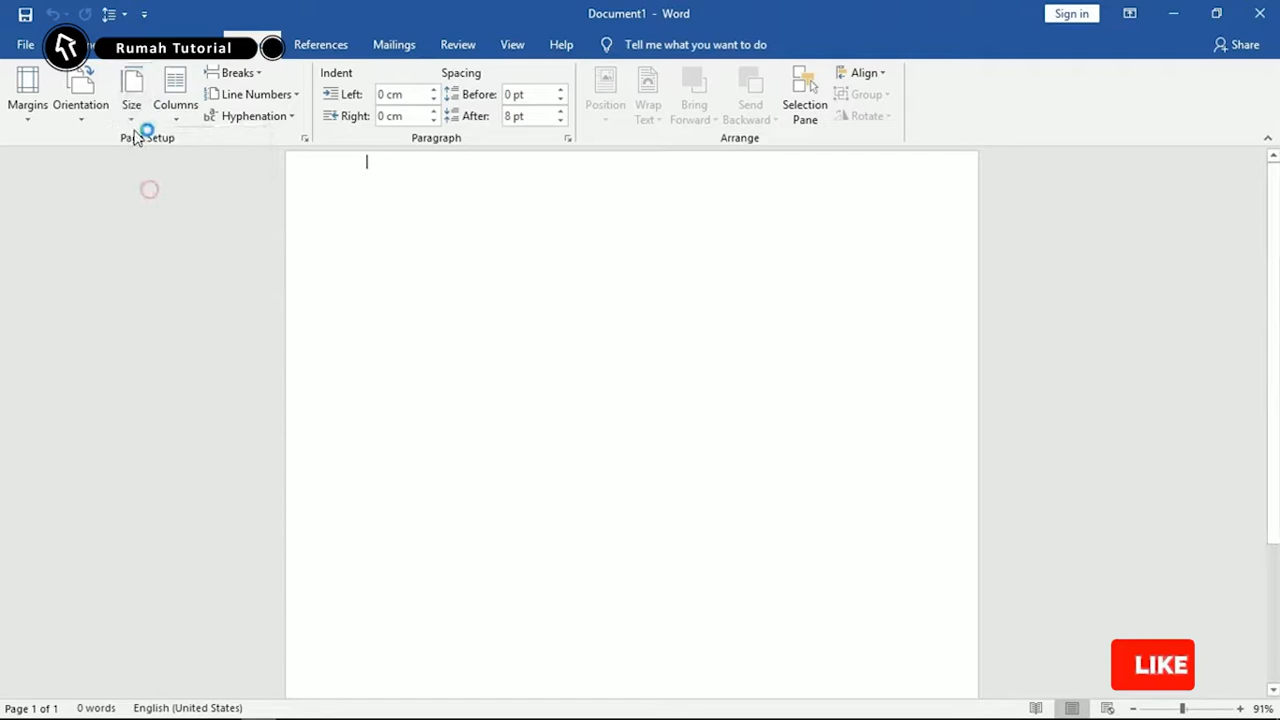 Document1 - Word
Sign in
File
Rumah Tutorial
References
Mailings
Review
View
Help
Tell me what you want to do
Share
Margins
Orientation
Size
Columns
Breaks
Line Numbers
Hyphenation
Indent
Left: 0 cm
Right: 0 cm
Spacing
Before: 0 pt
After: 8 pt
Position
Wrap
Text
Bring
Forward
Send
Backward
Selection
Pane
Align
Group
Rotate
Setup
Paragraph
Arrange
LIKE
Page 1 of 1
0 words
English (United States)
91%